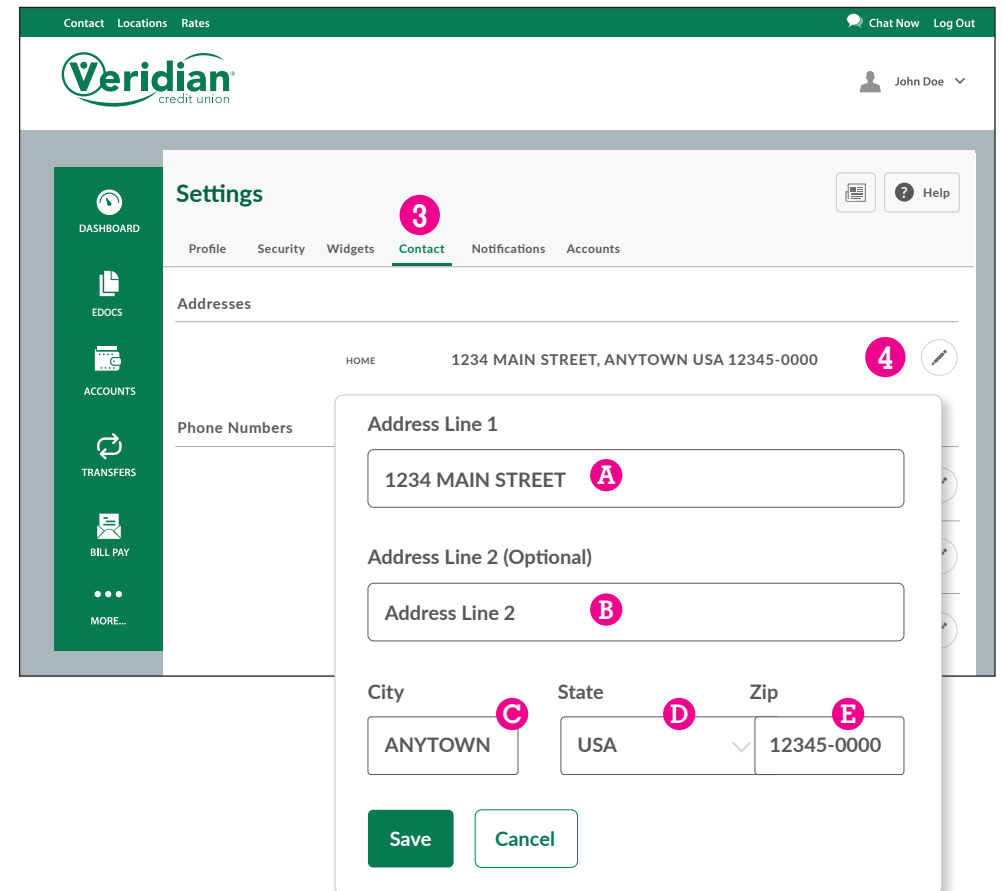 Contact Locations Rates Chat Now Log Out
Veridian
credit union
John Doe
Settings
? Help
3
Profile Security Widgets Contact Notifications Accounts
DASHBOARD
EDOCS
ACCOUNTS
TRANSFERS
BILL PAY
MORE...
Addresses
HOME 1234 MAIN STREET, ANYTOWN USA 12345-0000 4
Phone Numbers
Address Line 1
1234 MAIN STREET A
Address Line 2 (Optional)
Address Line 2 B
City State Zip
C D E
ANYTOWN USA 12345-0000
Save Cancel